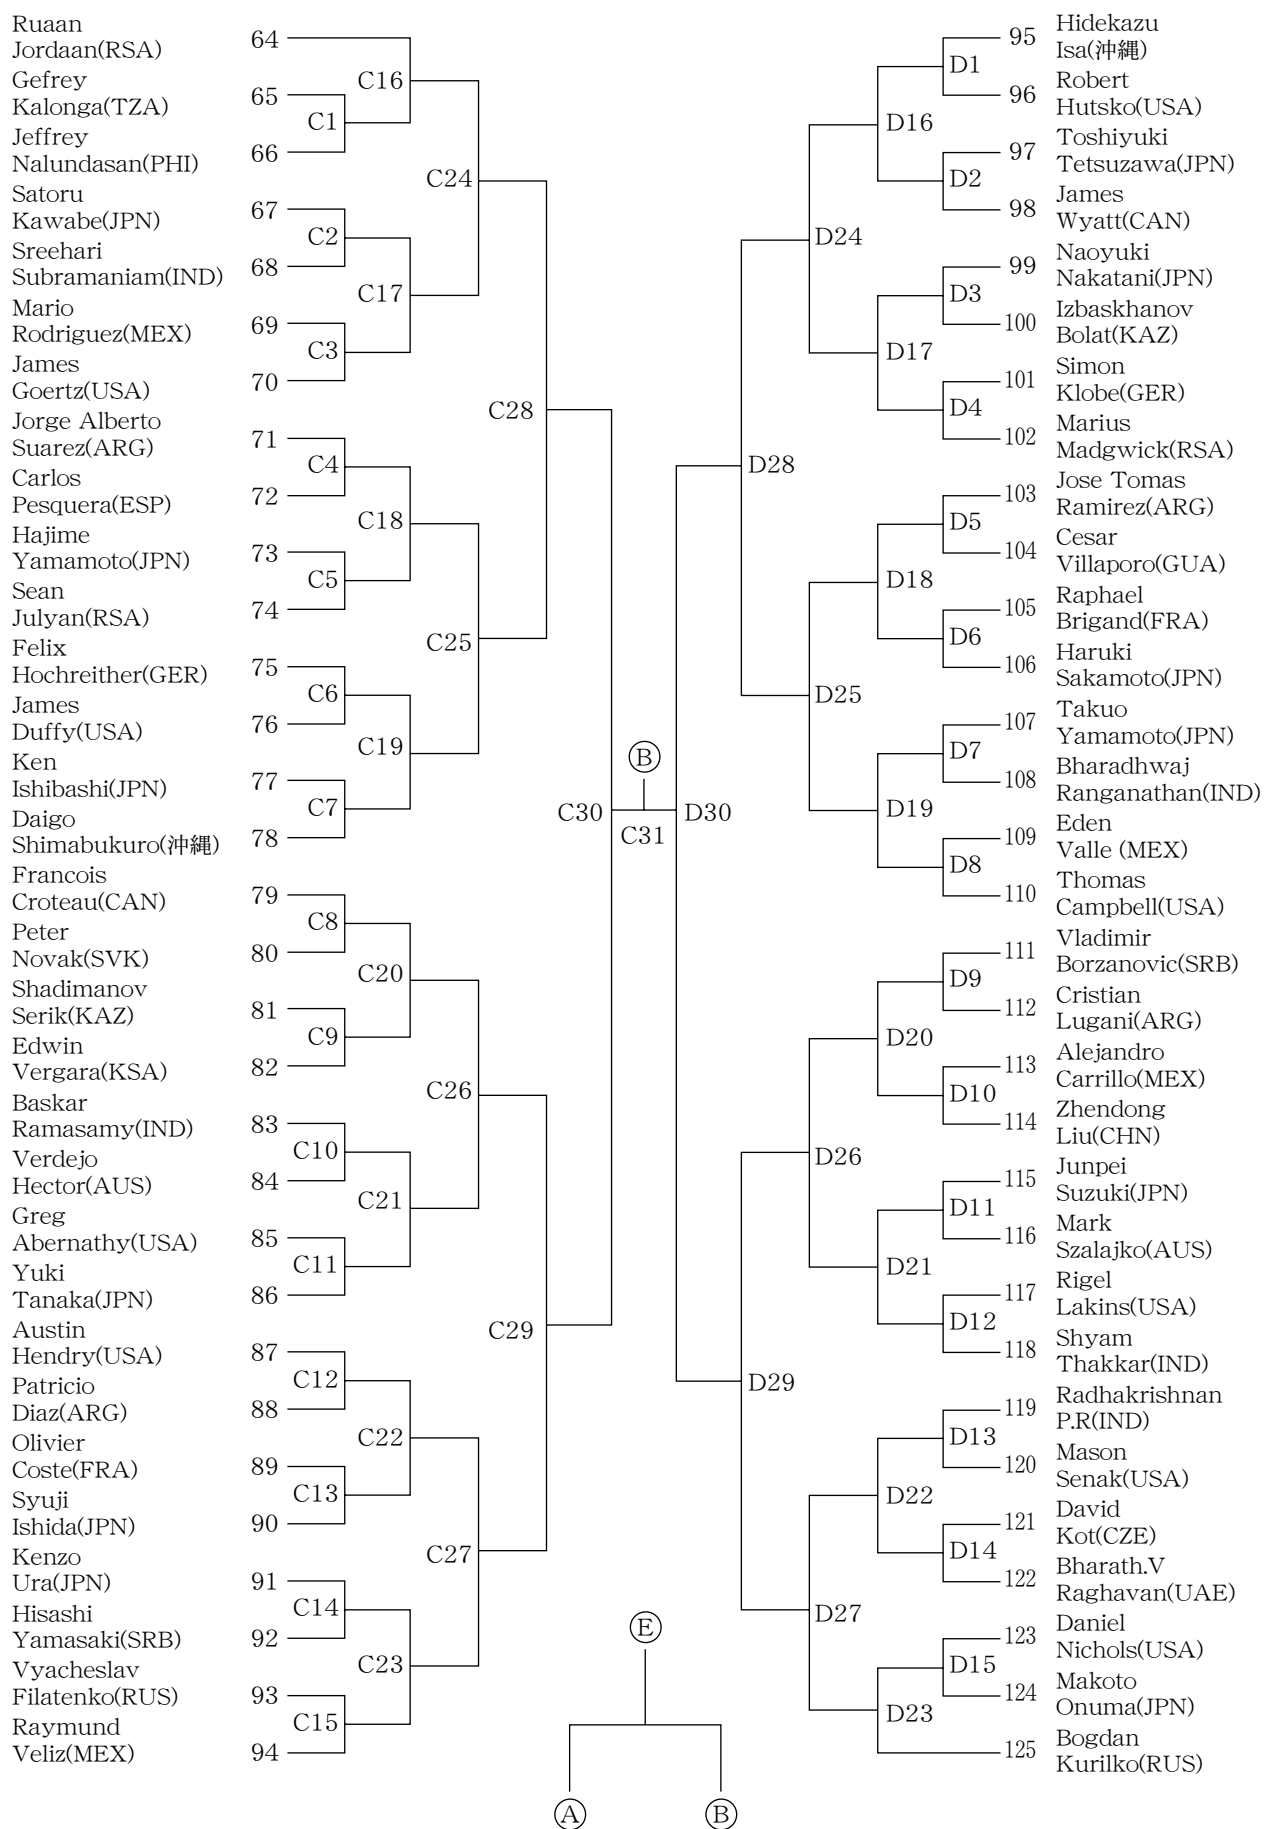 Ruaan
Jordaan(RSA)
64
Gefrey
Kalonga(TZA)
65
Jeffrey
Nalundasan(PHI)
66
Satoru
Kawabe(JPN)
67
Sreehari
Subramaniam(IND)
68
Mario
Rodriguez(MEX)
69
James
Goertz(USA)
70
Jorge Alberto
Suarez(ARG)
71
Carlos
Pesquera(ESP)
72
Hajime
Yamamoto(JPN)
73
Sean
Julyan(RSA)
74
Felix
Hochreither(GER)
75
James
Duffy(USA)
76
Ken
Ishibashi(JPN)
77
Daigo
Shimabukuro(沖縄)
78
Francois
Croteau(CAN)
79
Peter
Novak(SVK)
80
Shadimanov
Serik(KAZ)
81
Edwin
Vergara(KSA)
82
Baskar
Ramasamy(IND)
83
Verdejo
Hector(AUS)
84
Greg
Abernathy(USA)
85
Yuki
Tanaka(JPN)
86
Austin
Hendry(USA)
87
Patricio
Diaz(ARG)
88
Olivier
Coste(FRA)
89
Syuji
Ishida(JPN)
90
Kenzo
Ura(JPN)
91
Hisashi
Yamasaki(SRB)
92
Vyacheslav
Filatenko(RUS)
93
Raymund
Veliz(MEX)
94
C1
C2
C3
C4
C5
C6
C7
C8
C9
C10
C11
C12
C13
C14
C15
C16
C17
C18
C19
C20
C21
C22
C23
C24
C25
C26
C27
C28
C29
C30
B
C31
D30
D28
D29
D24
D25
D26
D27
D16
D17
D18
D19
D20
D21
D22
D23
D1
D2
D3
D4
D5
D6
D7
D8
D9
D10
D11
D12
D13
D14
D15
95
Hidekazu
Isa(沖縄)
96
Robert
Hutsko(USA)
97
Toshiyuki
Tetsuzawa(JPN)
98
James
Wyatt(CAN)
99
Naoyuki
Nakatani(JPN)
100
Izbaskhanov
Bolat(KAZ)
101
Simon
Klobe(GER)
102
Marius
Madgwick(RSA)
103
Jose Tomas
Ramirez(ARG)
104
Cesar
Villaporo(GUA)
105
Raphael
Brigand(FRA)
106
Haruki
Sakamoto(JPN)
107
Takuo
Yamamoto(JPN)
108
Bharadhwaj
Ranganathan(IND)
109
Eden
Valle (MEX)
110
Thomas
Campbell(USA)
111
Vladimir
Borzanovic(SRB)
112
Cristian
Lugani(ARG)
113
Alejandro
Carrillo(MEX)
114
Zhendong
Liu(CHN)
115
Junpei
Suzuki(JPN)
116
Mark
Szalajko(AUS)
117
Rigel
Lakins(USA)
118
Shyam
Thakkar(IND)
119
Radhakrishnan
P.R(IND)
120
Mason
Senak(USA)
121
David
Kot(CZE)
122
Bharath.V
Raghavan(UAE)
123
Daniel
Nichols(USA)
124
Makoto
Onuma(JPN)
125
Bogdan
Kurilko(RUS)
E
A
B